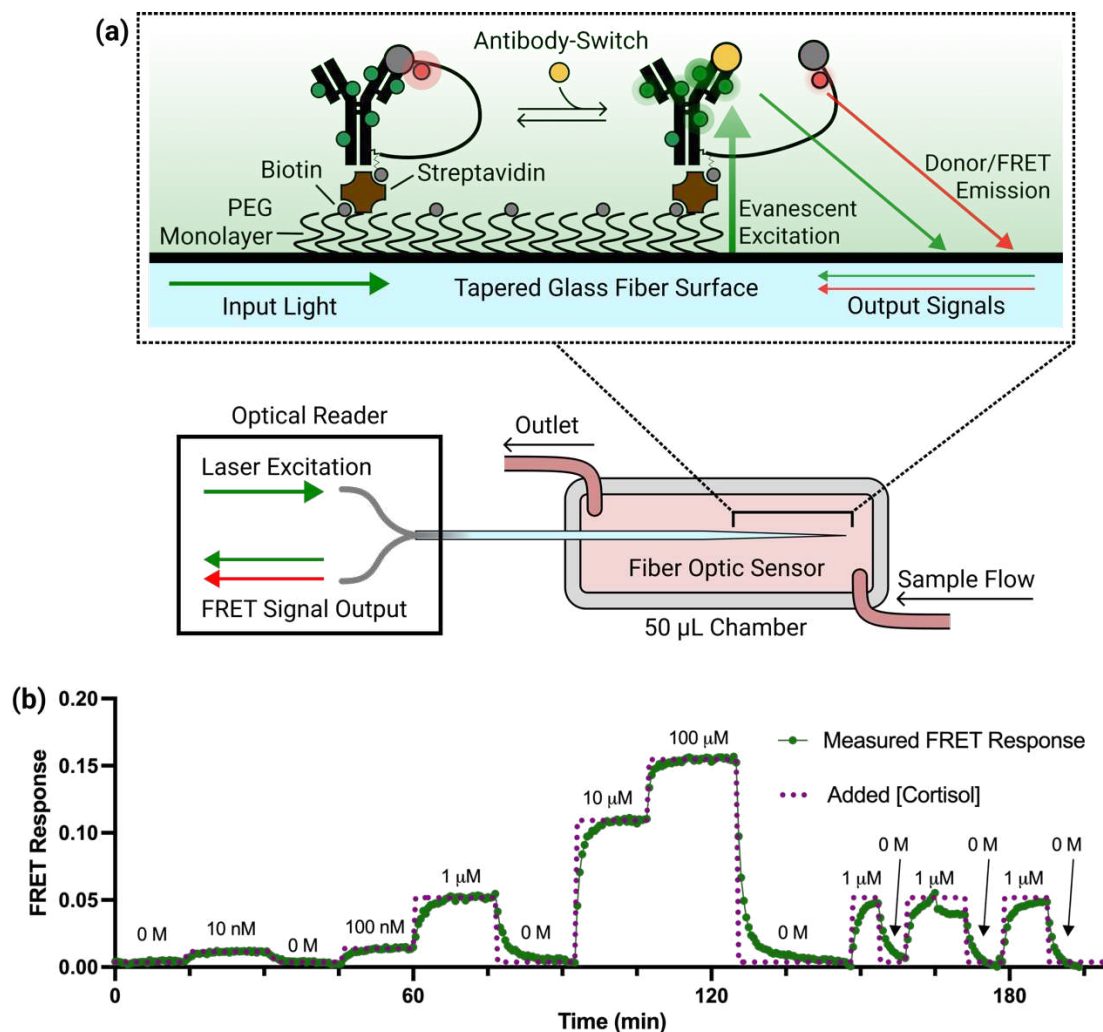 (a)
Antibody-Switch
Biotin
Streptavidin
PEG
Monolayer
Evanescent
Excitation
Donor/FRET
Emission
Input Light
Tapered Glass Fiber Surface
Output Signals
Optical Reader
Laser Excitation
FRET Signal Output
Outlet
Fiber Optic Sensor
Sample Flow
50 µL Chamber
(b)
FRET Response
0.20
0.15
0.10
0.05
0.00
0 M
10 nM
0 M
100 nM
1 µM
0 M
10 µM
100 µM
0 M
1 µM
0 M
1 µM
0 M
1 µM
0 M
Measured FRET Response
Added [Cortisol]
0
60
120
180
Time (min)